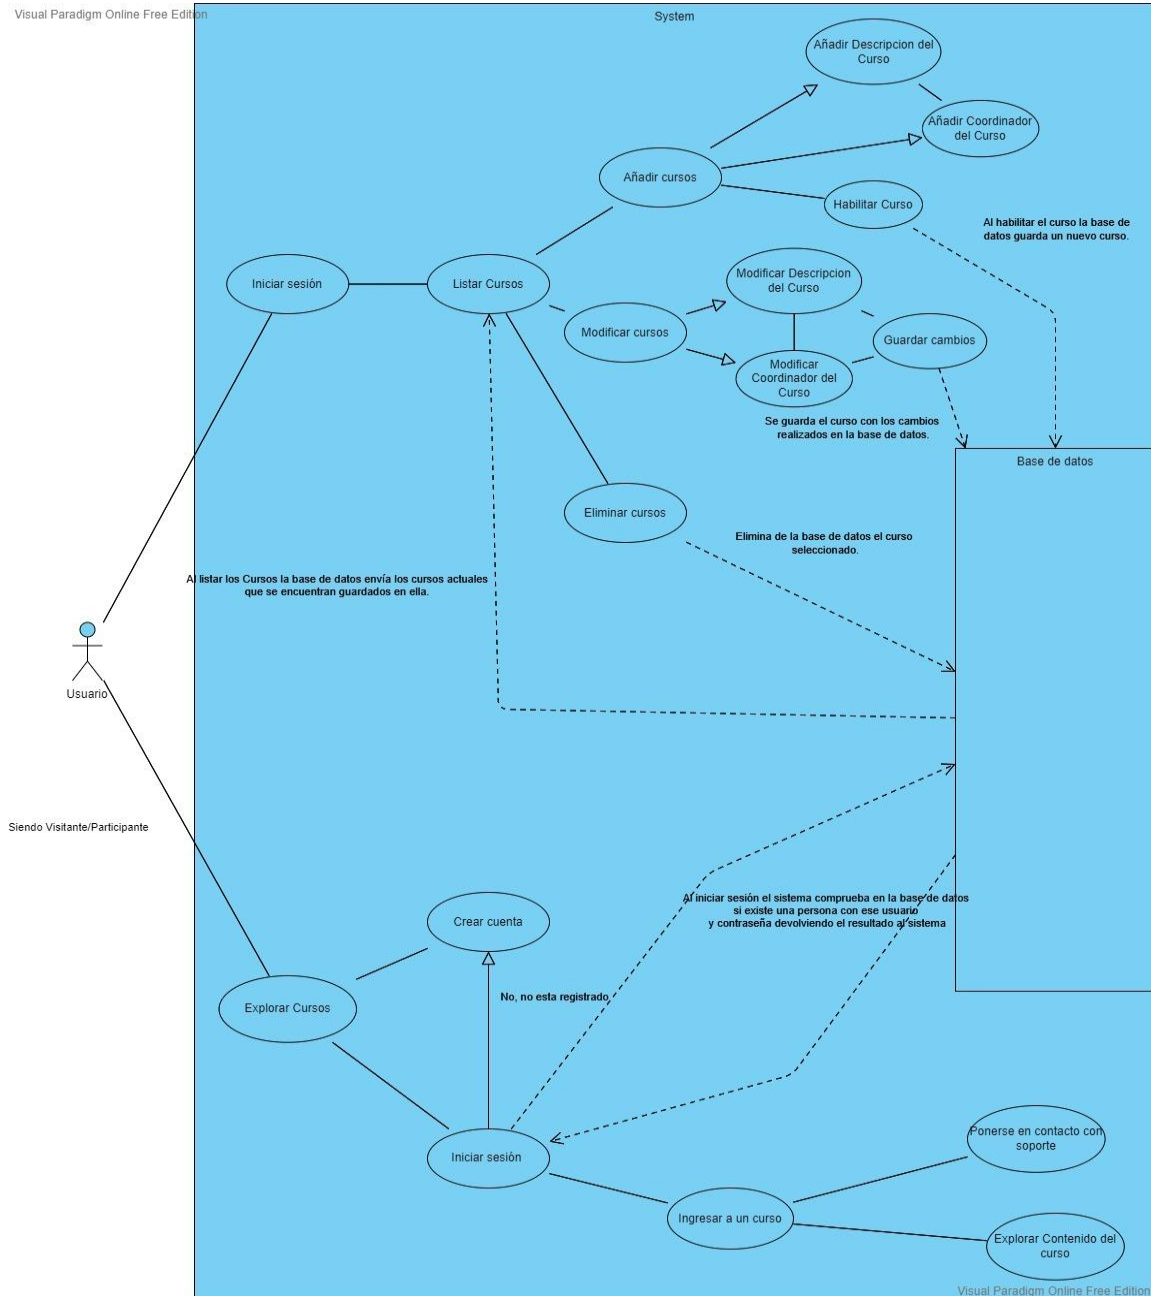 Visual Paradigm Online Free Edition
System
Añadir Descripcion del
Curso
Añadir Coordinador
del Curso
Añadir cursos
Habilitar Curso
Al habilitar el curso la base de
datos guarda un nuevo curso.
Iniciar sesión
Listar Cursos
Modificar Descripcion
del Curso
Modificar cursos
Guardar cambios
Modificar
Coordinador del
Curso
Se guarda el curso con los cambios
realizados en la base de datos.
Base de datos
Eliminar cursos
Elimina de la base de datos el curso
seleccionado.
Al listar los Cursos la base de datos envía los cursos actuales
que se encuentran guardados en ella.
Usuario
Siendo Visitante/Participante
Al iniciar sesión el sistema comprueba en la base de datos
si existe una persona con ese usuario
y contraseña devolviendo el resultado al sistema
Crear cuenta
No, no esta registrado
Explorar Cursos
Iniciar sesión
Ponerse en contacto con
soporte
Ingresar a un curso
Explorar Contenido del
curso
Visual Paradigm Online Free Edition